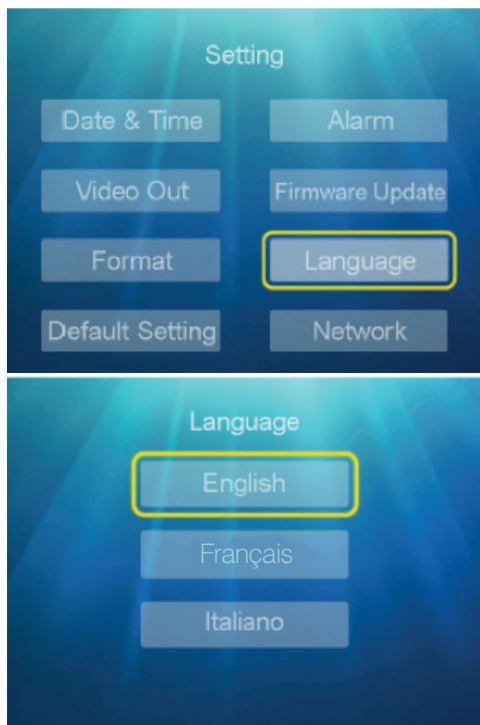 Setting
Date & Time
Alarm
Video Out
Firmware Update
Format
Language
Default Setting
Network
Language
English
Français
Italiano